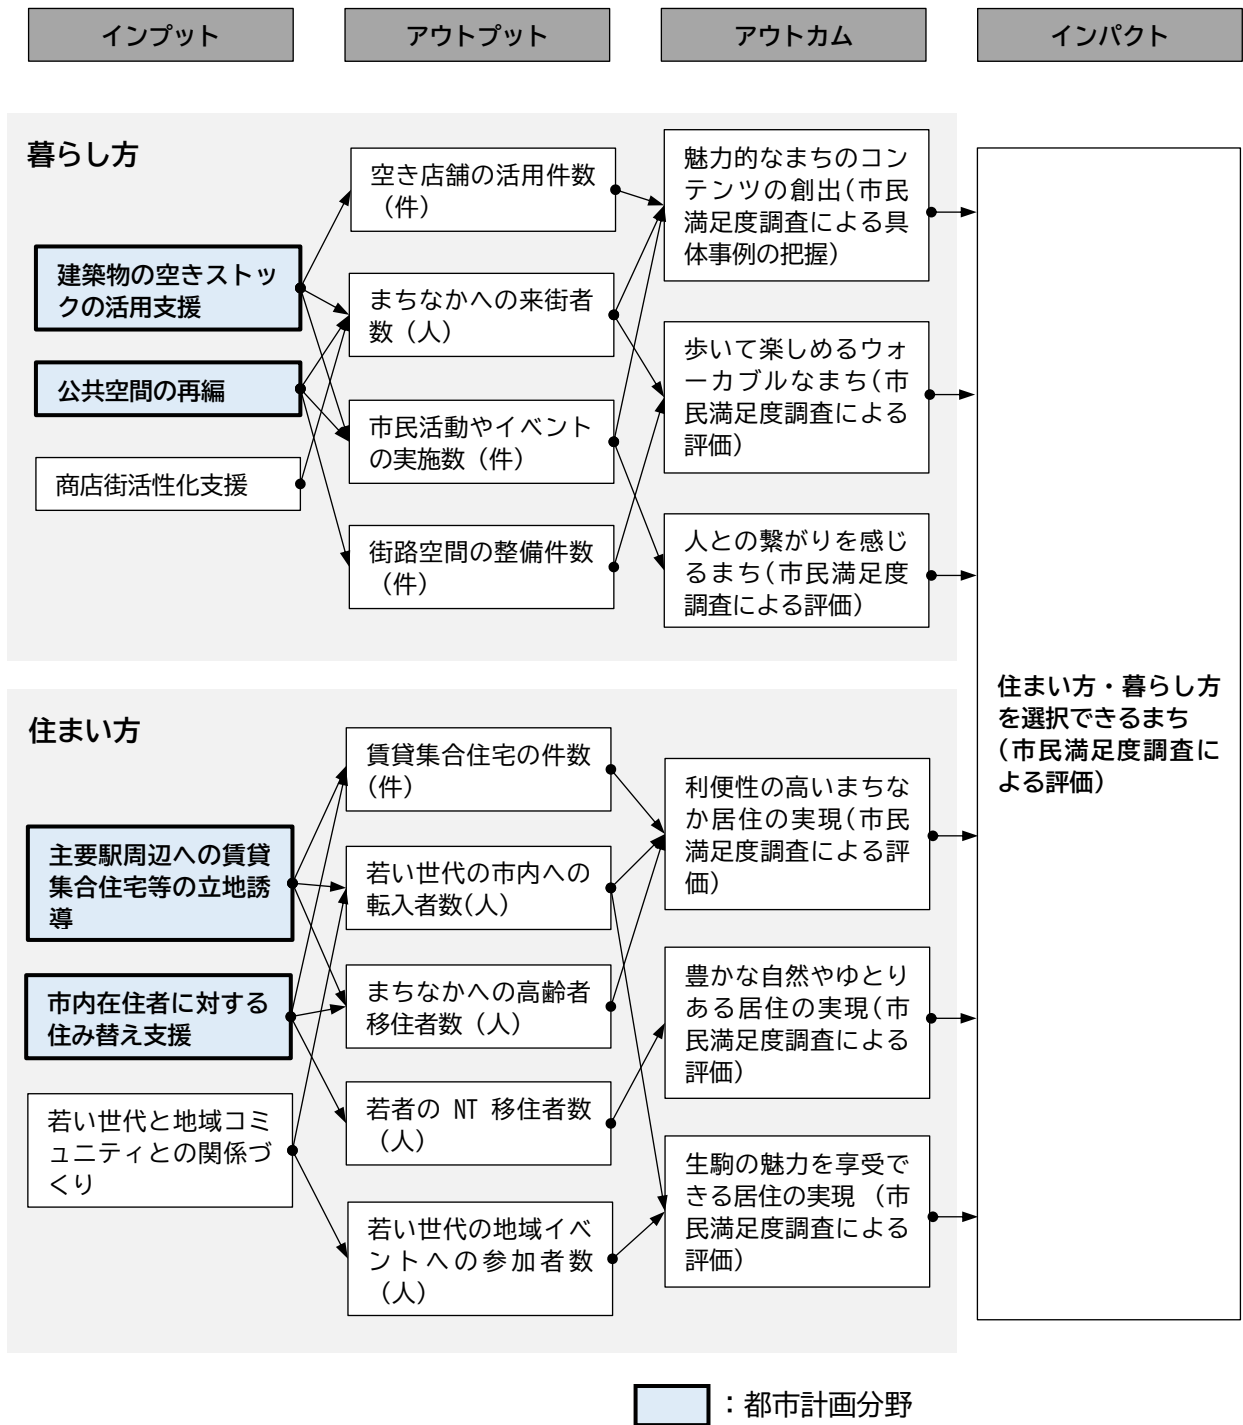 インプット
アウトプット
アウトカム
インパクト
暮らし方
建築物の空きストッ
クの活用支援
公共空間の再編
商店街活性化支援
空き店舗の活用件数
（件）
まちなかへの来街者
数（人）
市民活動やイベント
の実施数（件）
街路空間の整備件数
（件）
魅力的なまちのコン
テンツの創出(市民
満足度調査による具
体事例の把握)
歩いて楽しめるウォ
ーカブルなまち(市
民満足度調査による
評価)
人との繋がりを感じ
るまち(市民満足度
調査による評価)
住まい方
主要駅周辺への賃貸
集合住宅等の立地誘
導
市内在住者に対する
住み替え支援
若い世代と地域コミ
ュニティとの関係づ
くり
賃貸集合住宅の件数
(件)
若い世代の市内への
転入者数(人)
まちなかへの高齢者
移住者数（人）
若者の NT 移住者数
（人）
若い世代の地域イベ
ントへの参加者数
（人）
利便性の高いまちな
か居住の実現(市民
満足度調査による評
価)
豊かな自然やゆとり
ある居住の実現(市
民満足度調査による
評価)
生駒の魅力を享受で
きる居住の実現 （市
民満足度調査による
評価)
住まい方・暮らし方
を選択できるまち
(市民満足度調査に
よる評価)
：都市計画分野